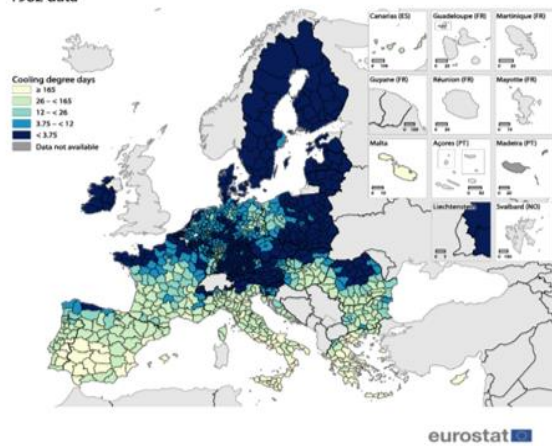 1982 data
Cooling degree days
≥ 165
26 – < 165
12 – < 26
3.75 – < 12
< 3.75
Data not available
Canarias (ES)
Guadeloupe (FR)
Martinique (FR)
Guyane (FR)
Réunion (FR)
Mayotte (FR)
Malta
Açores (PT)
Madeira (PT)
Liechtenstein
Svalbard (NO)
eurostat